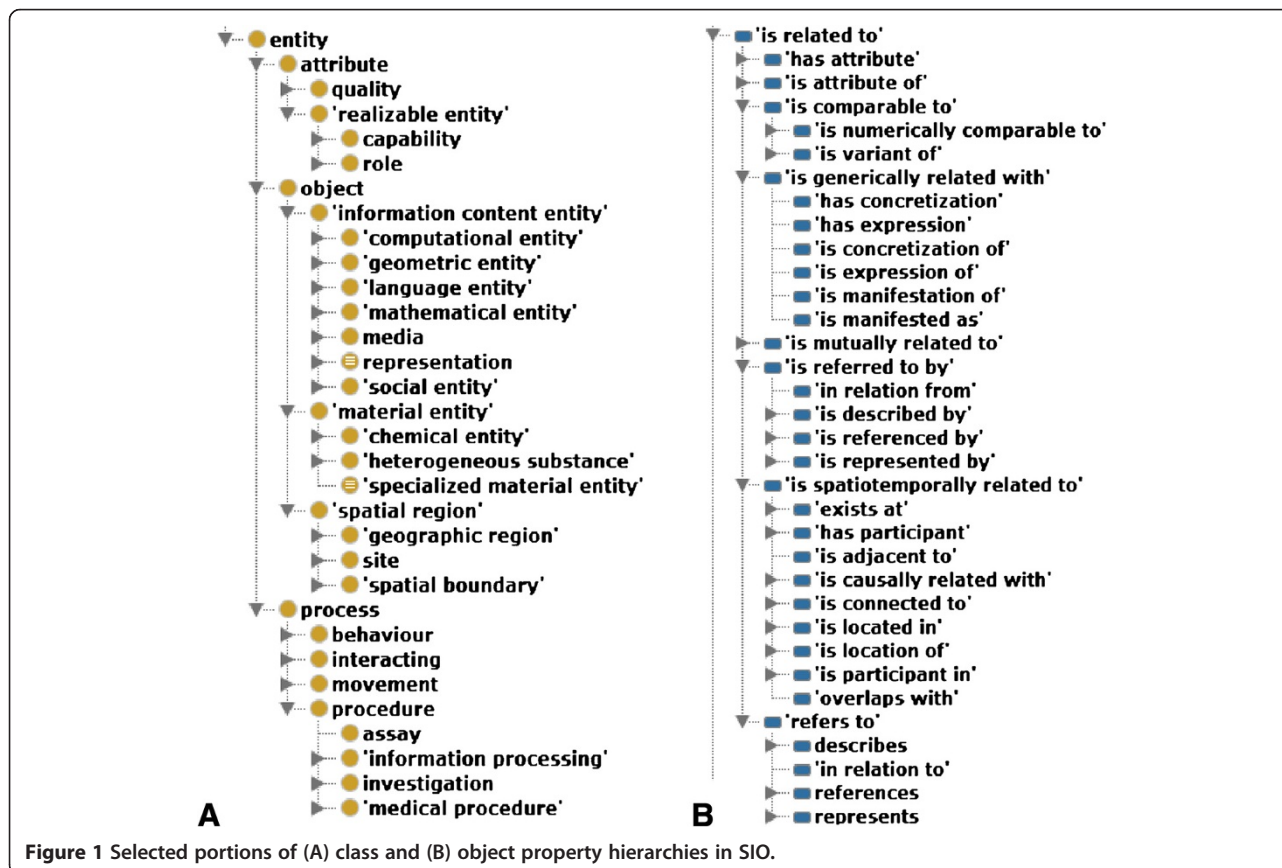 entity
attribute
quality
'realizable entity'
capability
role
object
'information content entity'
'computational entity'
'geometric entity'
'language entity'
'mathematical entity'
media
representation
'social entity'
'material entity'
'chemical entity'
'heterogeneous substance'
'specialized material entity'
'spatial region'
'geographic region'
site
'spatial boundary'
process
behaviour
interacting
movement
procedure
assay
'information processing'
investigation
'medical procedure'
A
'is related to'
'has attribute'
'is attribute of'
'is comparable to'
'is numerically comparable to'
'is variant of'
'is generically related with'
'has concretization'
'has expression'
'is concretization of'
'is expression of'
'is manifestation of'
'is manifested as'
'is mutually related to'
'is referred to by'
'in relation from'
'is described by'
'is referenced by'
'is represented by'
'is spatiotemporally related to'
'exists at'
'has participant'
'is adjacent to'
'is causally related with'
'is connected to'
'is located in'
'is location of'
'is participant in'
'overlaps with'
'refers to'
describes
'in relation to'
references
represents
B
Figure 1 Selected portions of (A) class and (B) object property hierarchies in SIO.